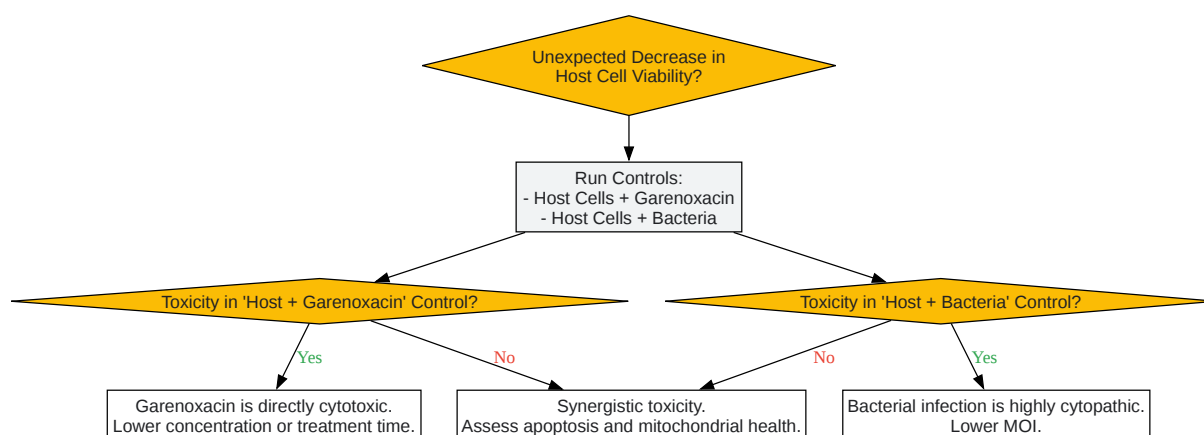 Unexpected Decrease in
Host Cell Viability?
Run Controls:
- Host Cells + Garenoxacin
- Host Cells + Bacteria
Toxicity in 'Host + Garenoxacin' Control?
Toxicity in 'Host + Bacteria' Control?
Yes
No
No
Yes
Garenoxacin is directly cytotoxic.
Lower concentration or treatment time.
Synergistic toxicity.
Assess apoptosis and mitochondrial health.
Bacterial infection is highly cytopathic.
Lower MOI.